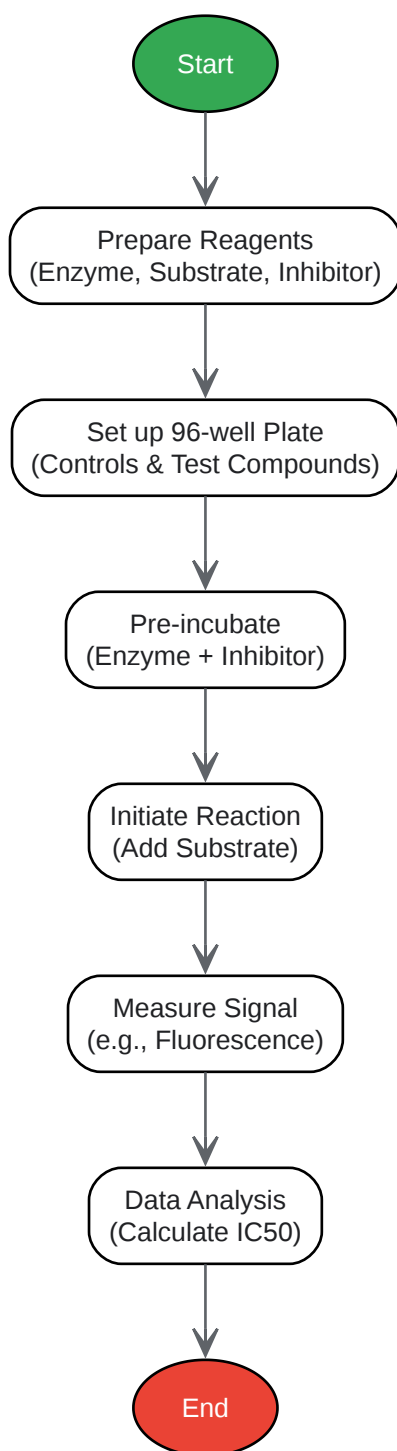 Start
Prepare Reagents
(Enzyme, Substrate, Inhibitor)
Set up 96-well Plate
(Controls & Test Compounds)
Pre-incubate
(Enzyme + Inhibitor)
Initiate Reaction
(Add Substrate)
Measure Signal
(e.g., Fluorescence)
Data Analysis
(Calculate IC50)
End